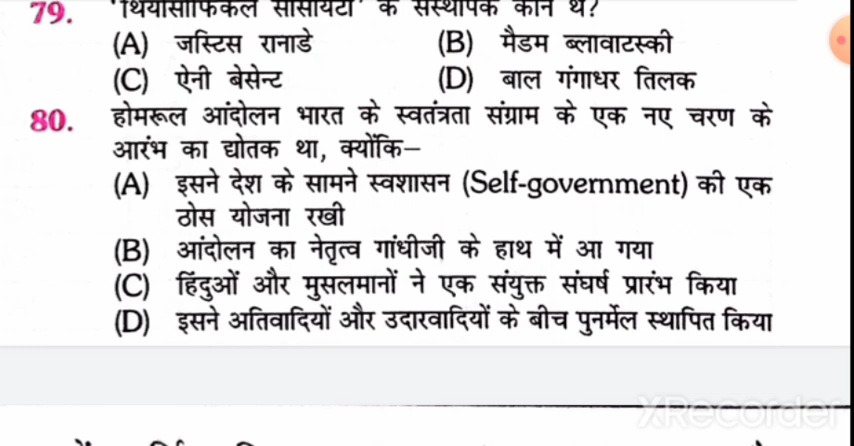 79. 'थियोसोफिकल सोसायटी' के संस्थापक कौन थे?
(A) जस्टिस रानाडे (B) मैडम ब्लावाटस्की
(C) ऐनी बेसेन्ट (D) बाल गंगाधर तिलक
80. होमरूल आंदोलन भारत के स्वतंत्रता संग्राम के एक नए चरण के
आरंभ का द्योतक था, क्योंकि–
(A) इसने देश के सामने स्वशासन (Self-government) की एक
ठोस योजना रखी
(B) आंदोलन का नेतृत्व गांधीजी के हाथ में आ गया
(C) हिंदुओं और मुसलमानों ने एक संयुक्त संघर्ष प्रारंभ किया
(D) इसने अतिवादियों और उदारवादियों के बीच पुनर्मेल स्थापित किया
XRecorder